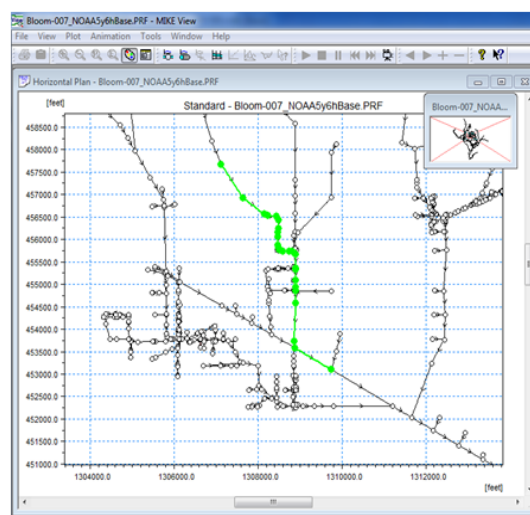 Bloom-007_NOAA5y6hBase.PRF - MIKE View
File View Plot Animation Tools Window Help
Horizontal Plan - Bloom-007_NOAA5y6hBase.PRF
[feet] Standard - Bloom-007_NOAA5y6hBase.PRF
Bloom-007_NOAA...
458500.0
458000.0
457500.0
457000.0
456500.0
456000.0
455500.0
455000.0
454500.0
454000.0
453500.0
453000.0
452500.0
452000.0
451500.0
451000.0
1304000.0 1306000.0 1308000.0 1310000.0 1312000.0
[feet]